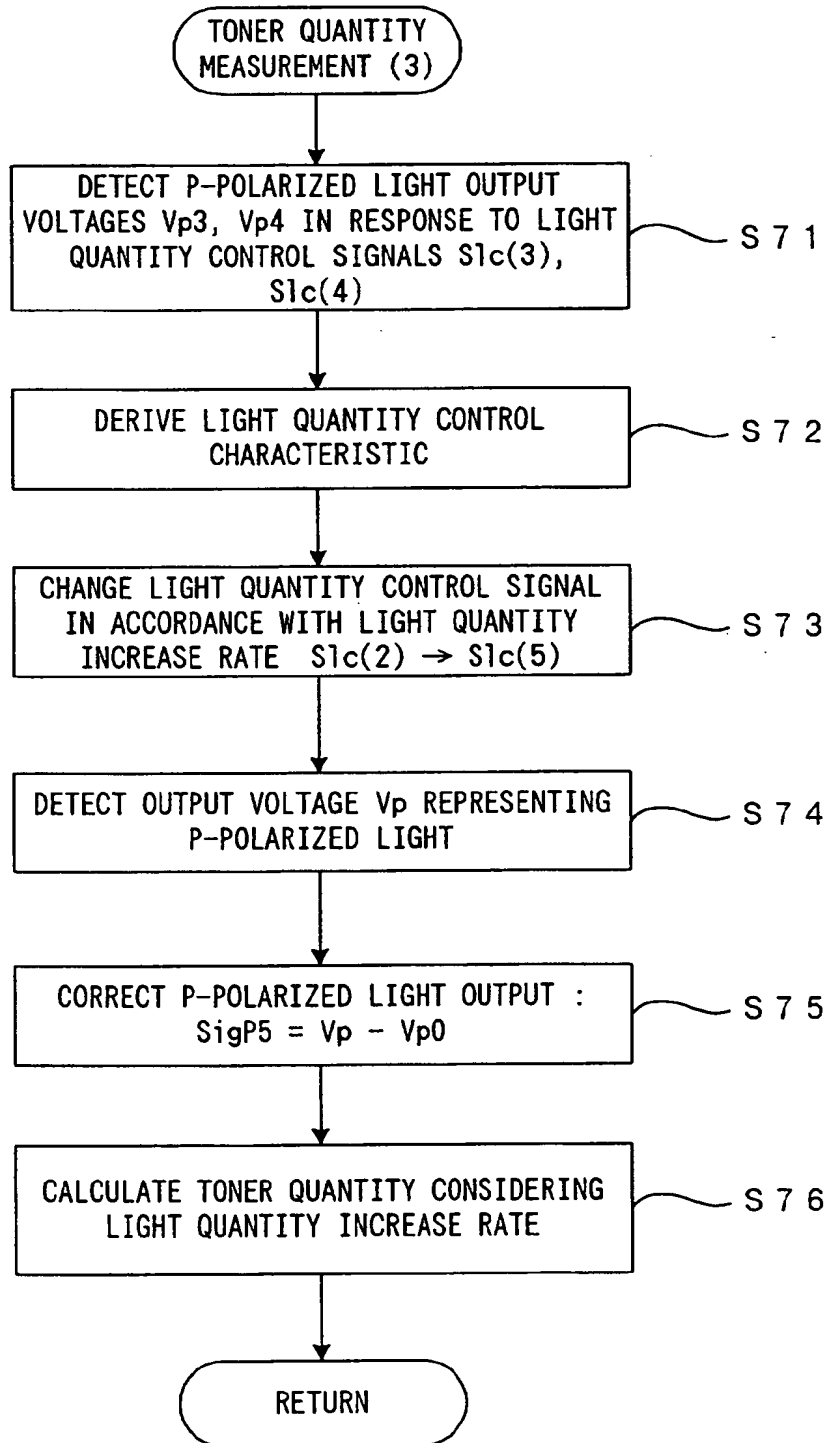 TONER QUANTITY
MEASUREMENT (3)
DETECT P-POLARIZED LIGHT OUTPUT
VOLTAGES Vp3, Vp4 IN RESPONSE TO LIGHT
QUANTITY CONTROL SIGNALS Slc(3),
Slc(4)
S71
DERIVE LIGHT QUANTITY CONTROL
CHARACTERISTIC
S72
CHANGE LIGHT QUANTITY CONTROL SIGNAL
IN ACCORDANCE WITH LIGHT QUANTITY
INCREASE RATE Slc(2) → Slc(5)
S73
DETECT OUTPUT VOLTAGE Vp REPRESENTING
P-POLARIZED LIGHT
S74
CORRECT P-POLARIZED LIGHT OUTPUT :
SigP5 = Vp - Vp0
S75
CALCULATE TONER QUANTITY CONSIDERING
LIGHT QUANTITY INCREASE RATE
S76
RETURN